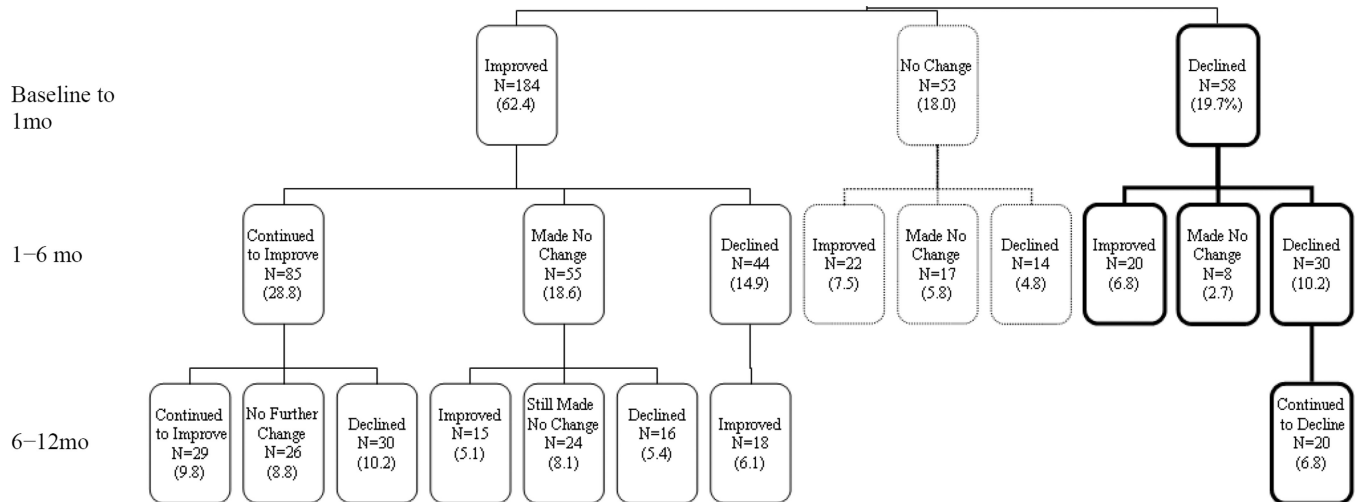 Baseline to
1mo
Improved
N=184
(62.4)
No Change
N=53
(18.0)
Declined
N=58
(19.7%)
1−6 mo
Continued
to Improve
N=85
(28.8)
Made No
Change
N=55
(18.6)
Declined
N=44
(14.9)
Improved
N=22
(7.5)
Made No
Change
N=17
(5.8)
Declined
N=14
(4.8)
Improved
N=20
(6.8)
Made No
Change
N=8
(2.7)
Declined
N=30
(10.2)
6−12mo
Continued
to Improve
N=29
(9.8)
No Further
Change
N=26
(8.8)
Declined
N=30
(10.2)
Improved
N=15
(5.1)
Still Made
No Change
N=24
(8.1)
Declined
N=16
(5.4)
Improved
N=18
(6.1)
Continued
to Decline
N=20
(6.8)